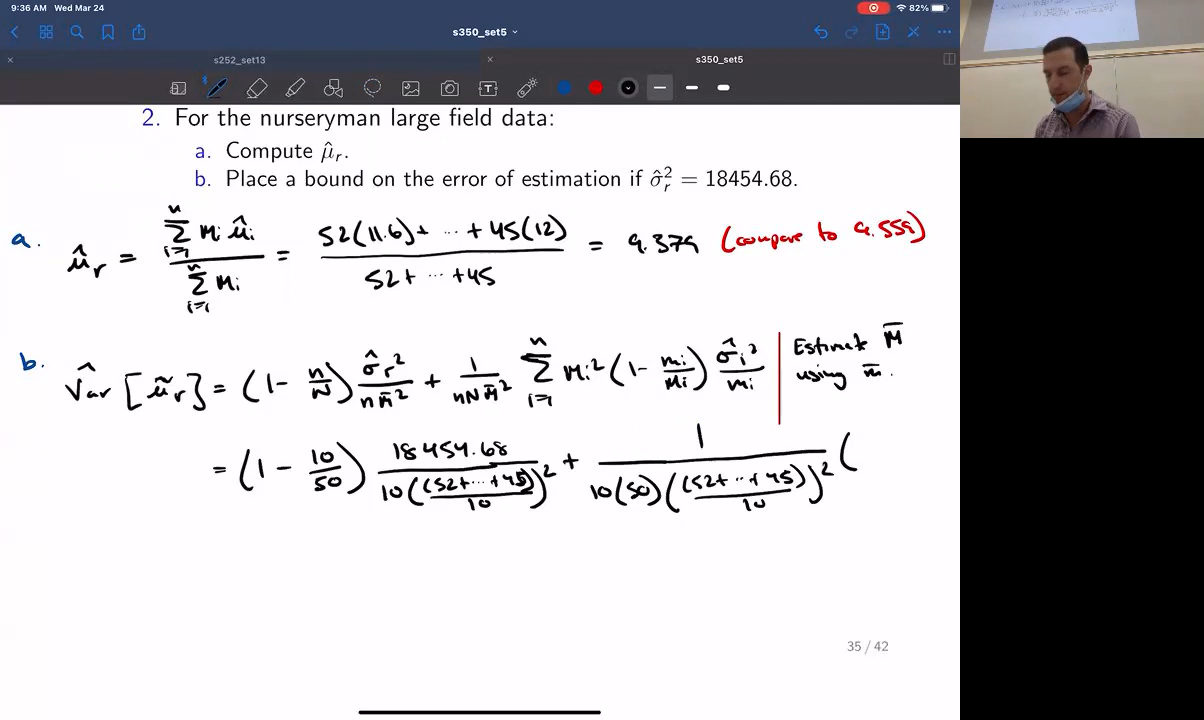 9:36 AM Wed Mar 24
82%
s350_set5
s252_set13
s350_set5
2. For the nurseryman large field data:
a. Compute μ̂_r.
b. Place a bound on the error of estimation if σ̂_r² = 18454.68.
a. μ̂_r = (Σ_{i=1}^n M_i μ̂_i) / (Σ_{i=1}^n M_i) = (52(11.6) + ··· + 45(12)) / (52 + ··· + 45) = 9.379 (compare to 9.559)
b. V̂ar[μ̃_r] = (1 - n/N) σ̂_r²/(n M̄²) + 1/(nN M̄²) Σ_{i=1}^n M_i² (1 - m_i/M_i) σ̂_i²/m_i
Estimate M̄
using m̄.
= (1 - 10/50) 18454.68/(10((52+···+45)/10)²) + 1/(10(50)((52+···+45)/10)²) (
35 / 42